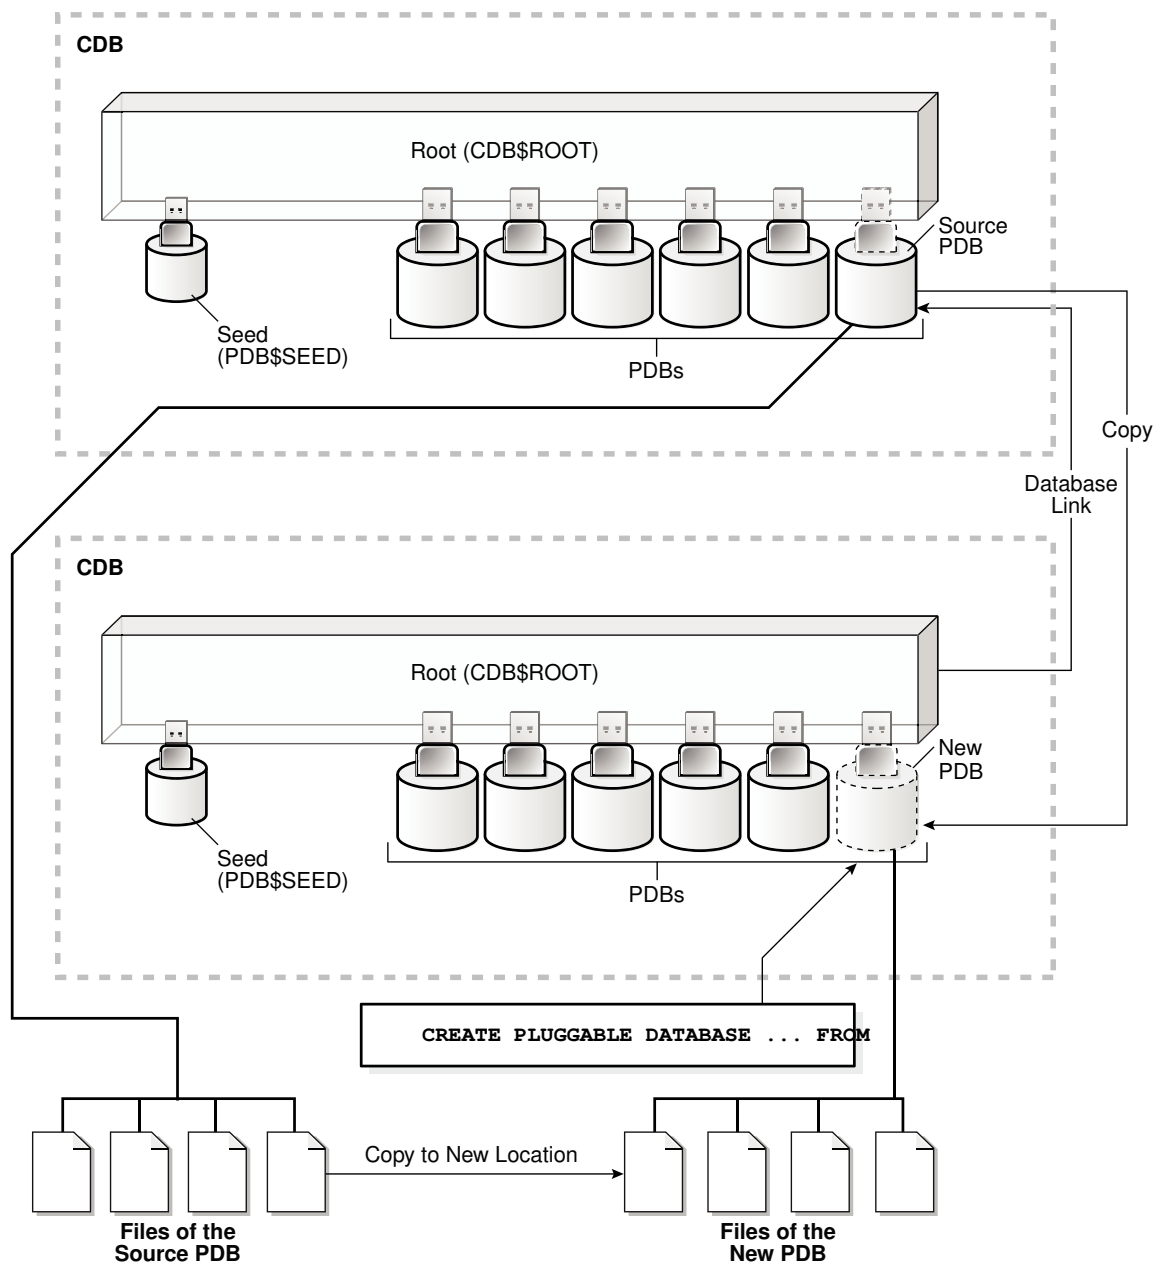 CDB
Root (CDB$ROOT)
Source
PDB
Seed
(PDB$SEED)
PDBs
Copy
Database
Link
CDB
Root (CDB$ROOT)
New
PDB
Seed
(PDB$SEED)
PDBs
CREATE PLUGGABLE DATABASE ... FROM
Copy to New Location
Files of the
Source PDB
Files of the
New PDB